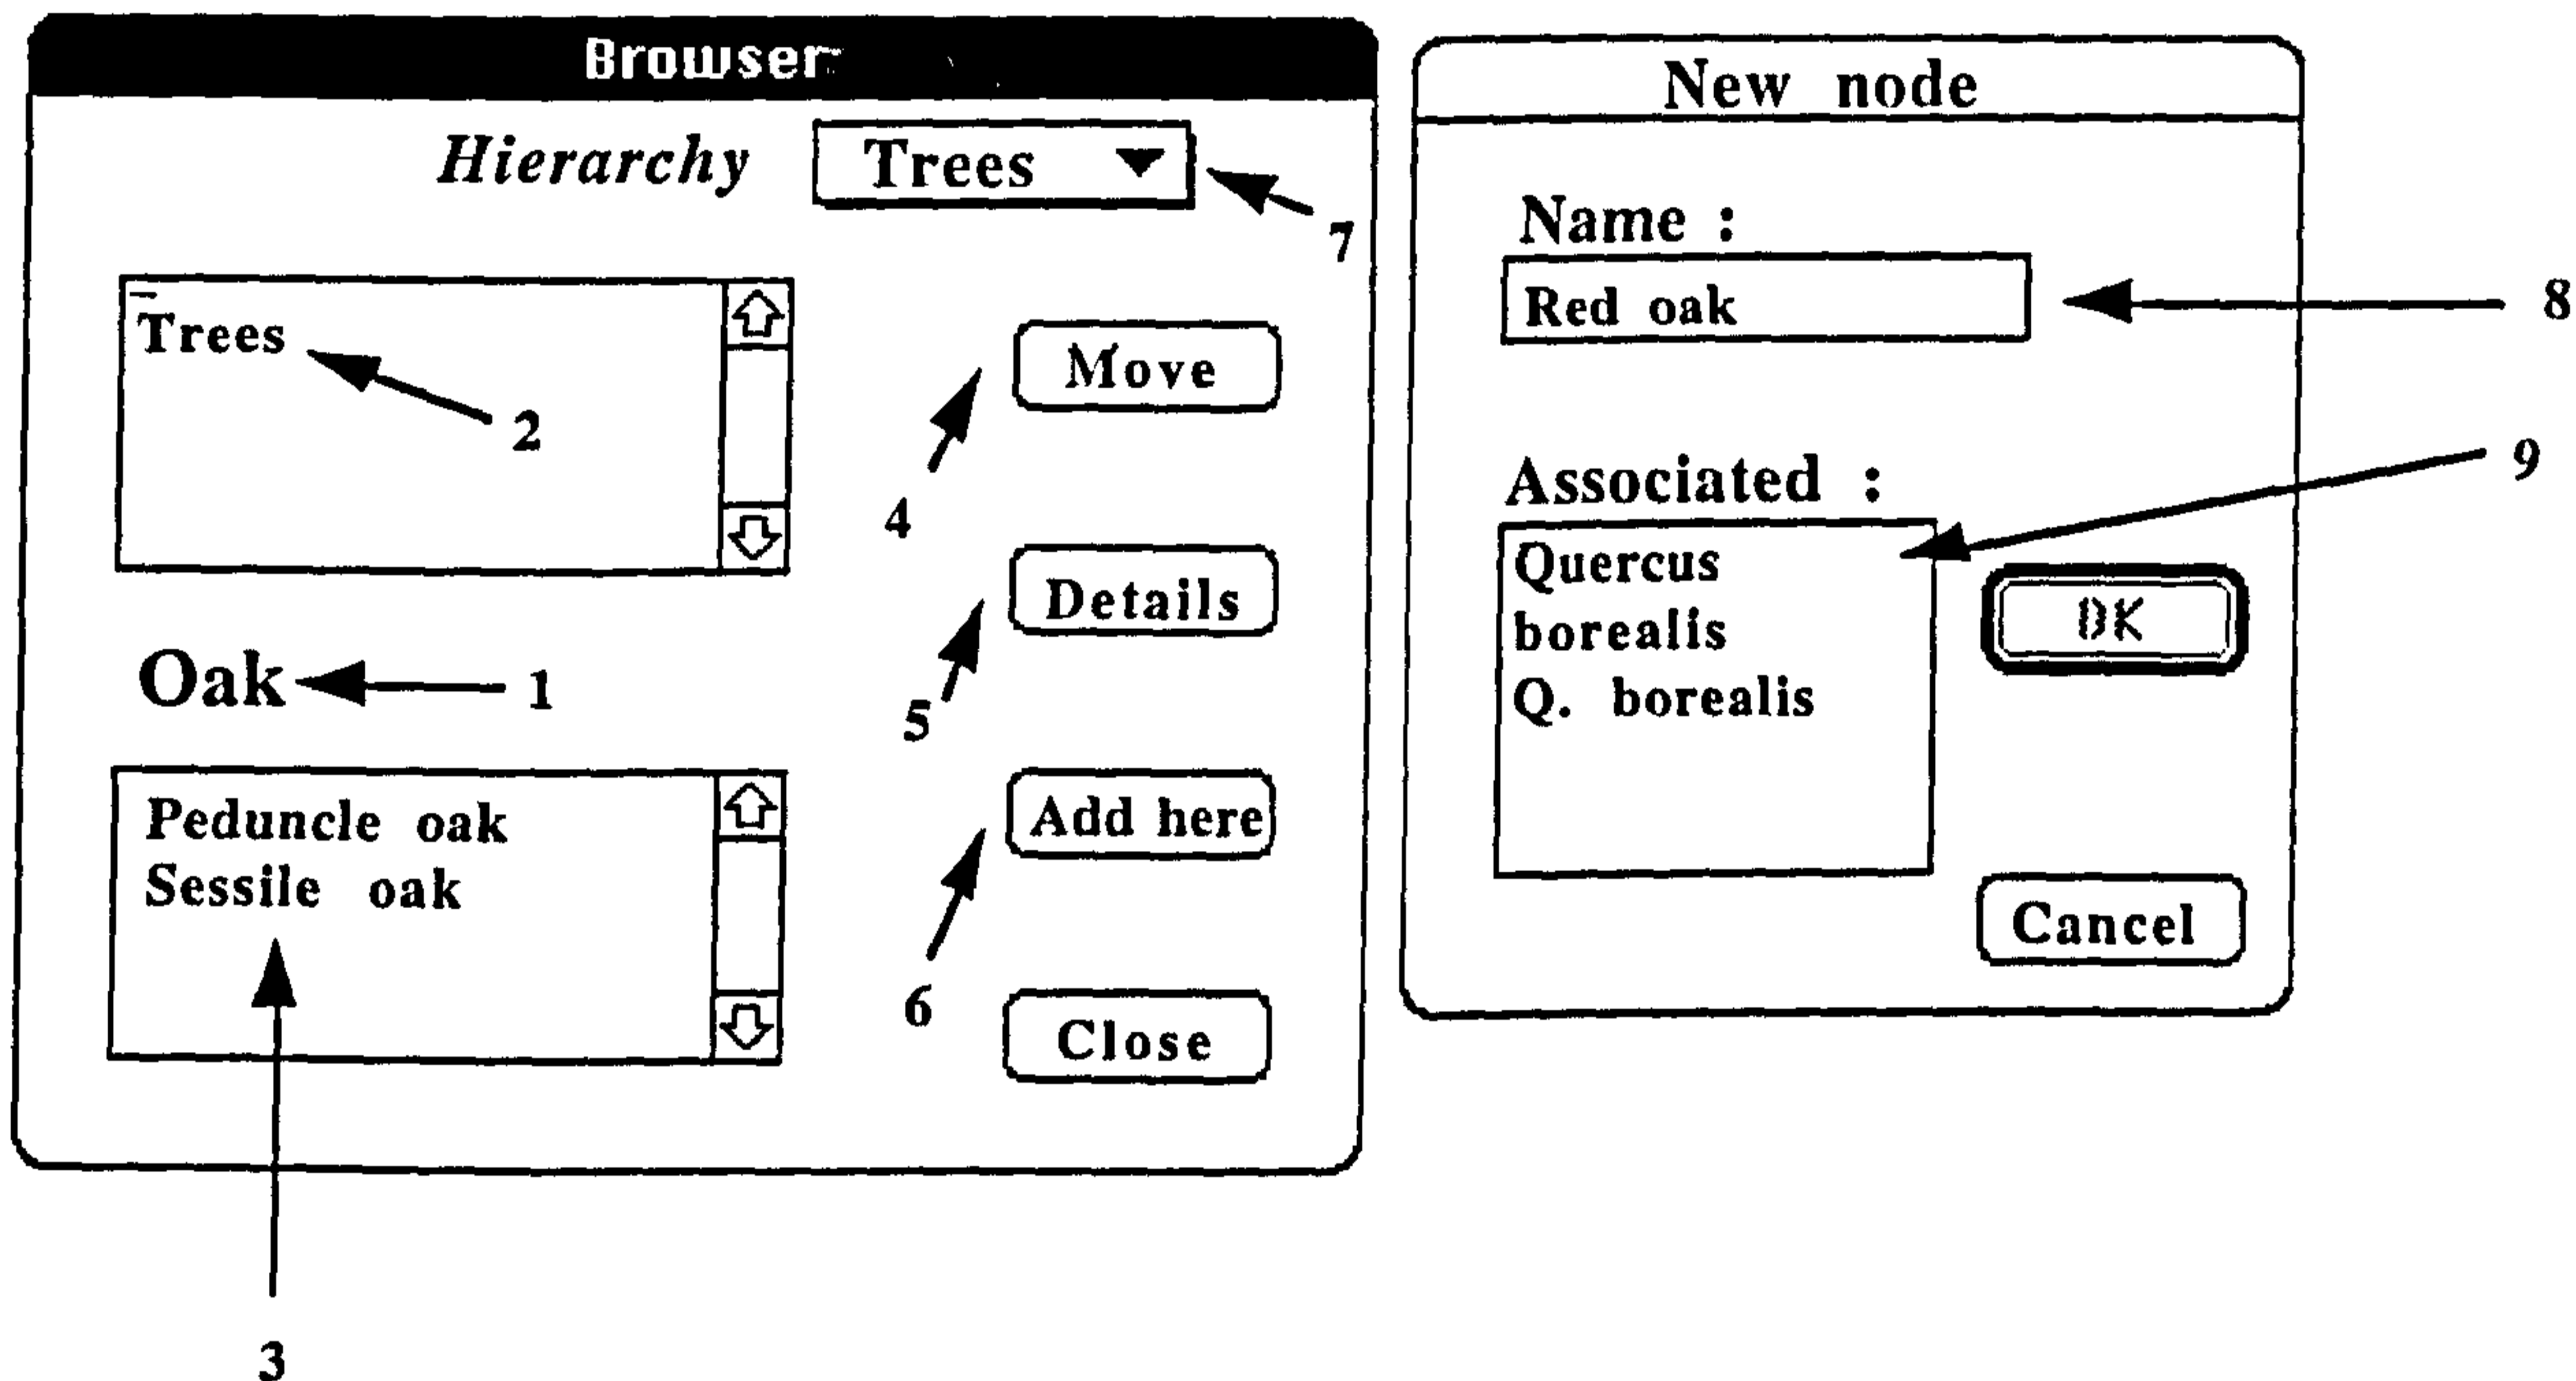 Browser
Hierarchy Trees
7
Trees
2
Move
4
Details
5
Oak
1
Peduncle oak
Sessile oak
3
Add here
6
Close
New node
Name :
Red oak
8
Associated :
9
Quercus
borealis
Q. borealis
OK
Cancel